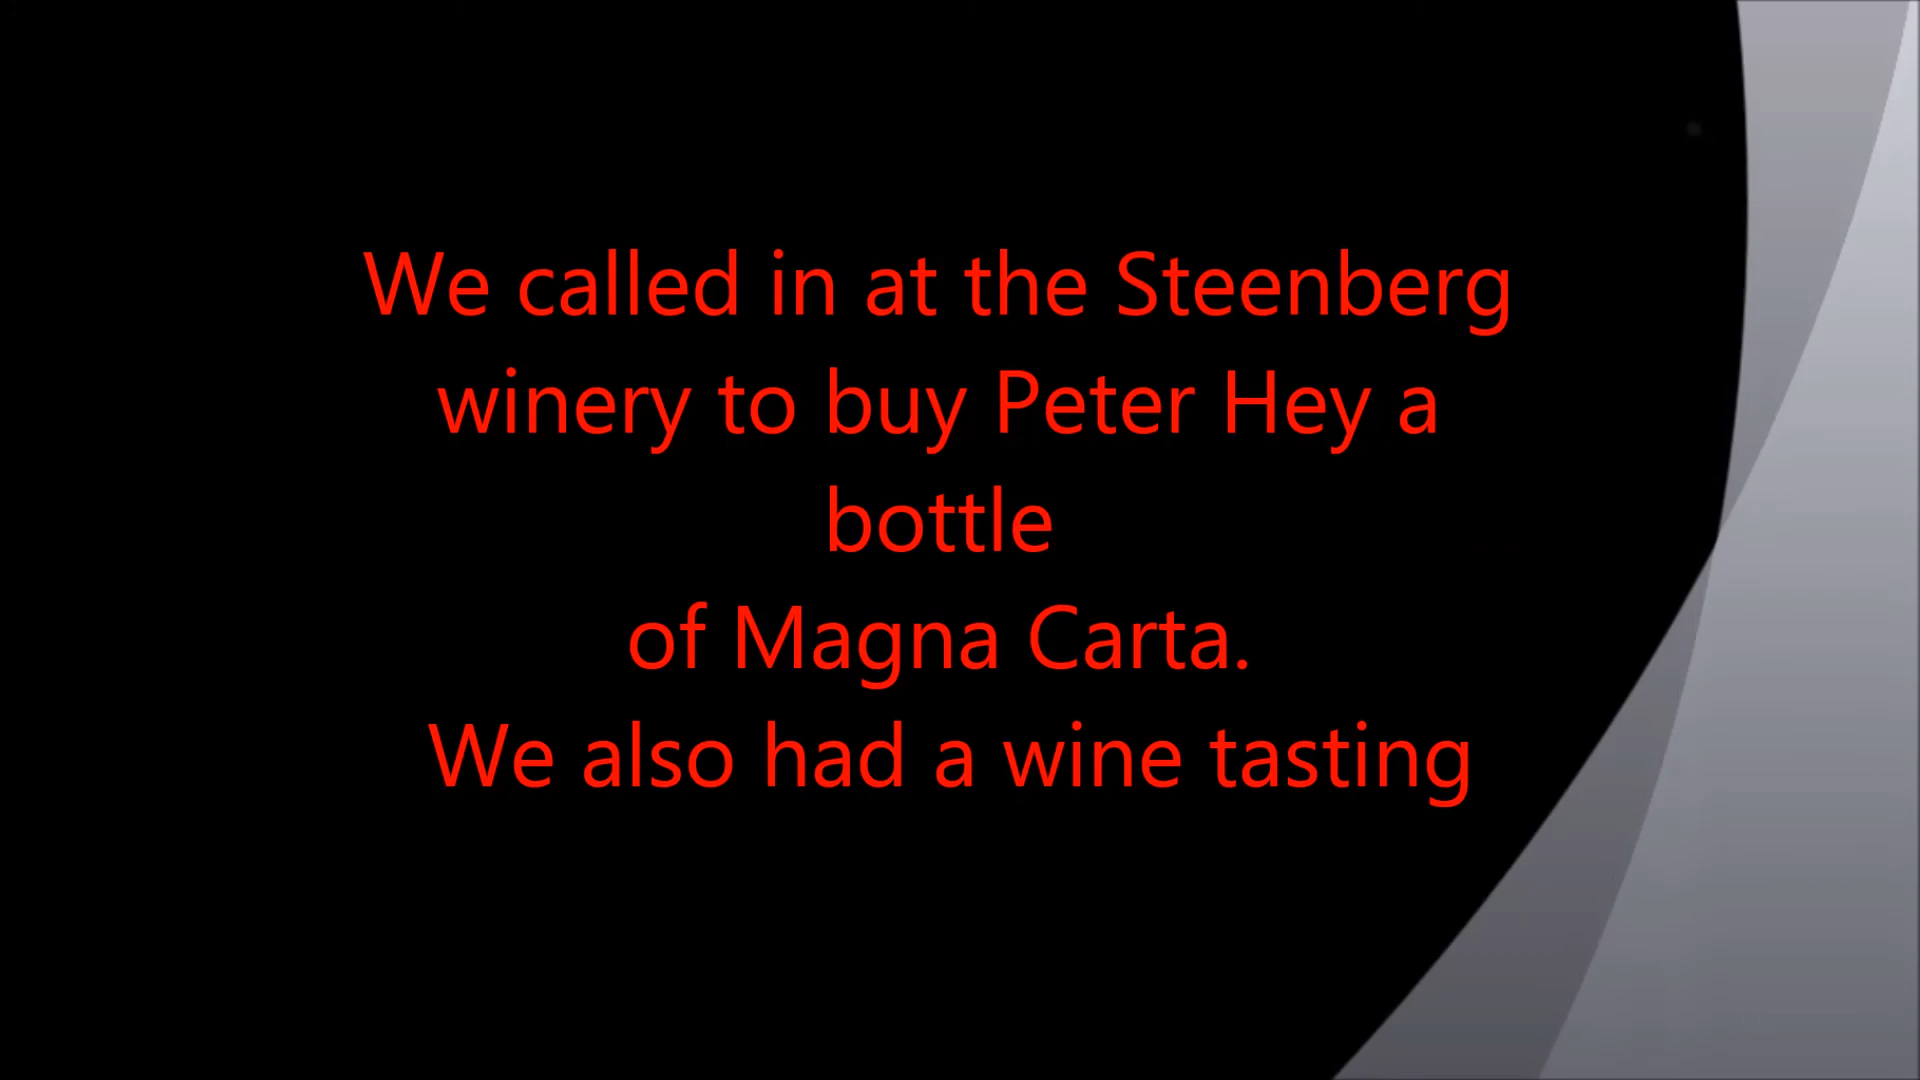 We called in at the Steenberg
winery to buy Peter Hey a
bottle
of Magna Carta.
We also had a wine tasting